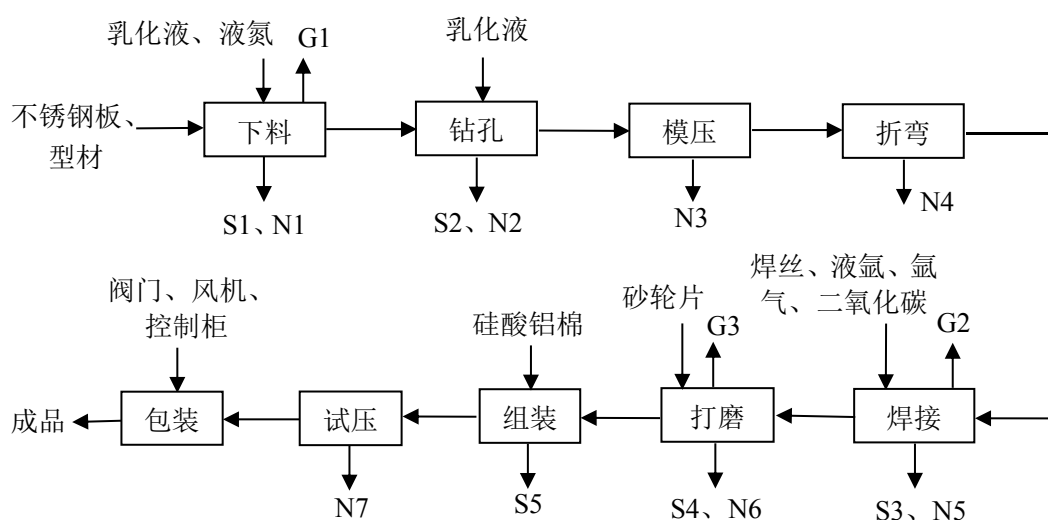 乳化液、液氮
G1
乳化液
不锈钢板、
型材
下料
钻孔
模压
折弯
S1、N1
S2、N2
N3
N4
阀门、风机、
控制柜
硅酸铝棉
砂轮片
G3
焊丝、液氩、氩
气、二氧化碳
G2
成品
包装
试压
组装
打磨
焊接
N7
S5
S4、N6
S3、N5